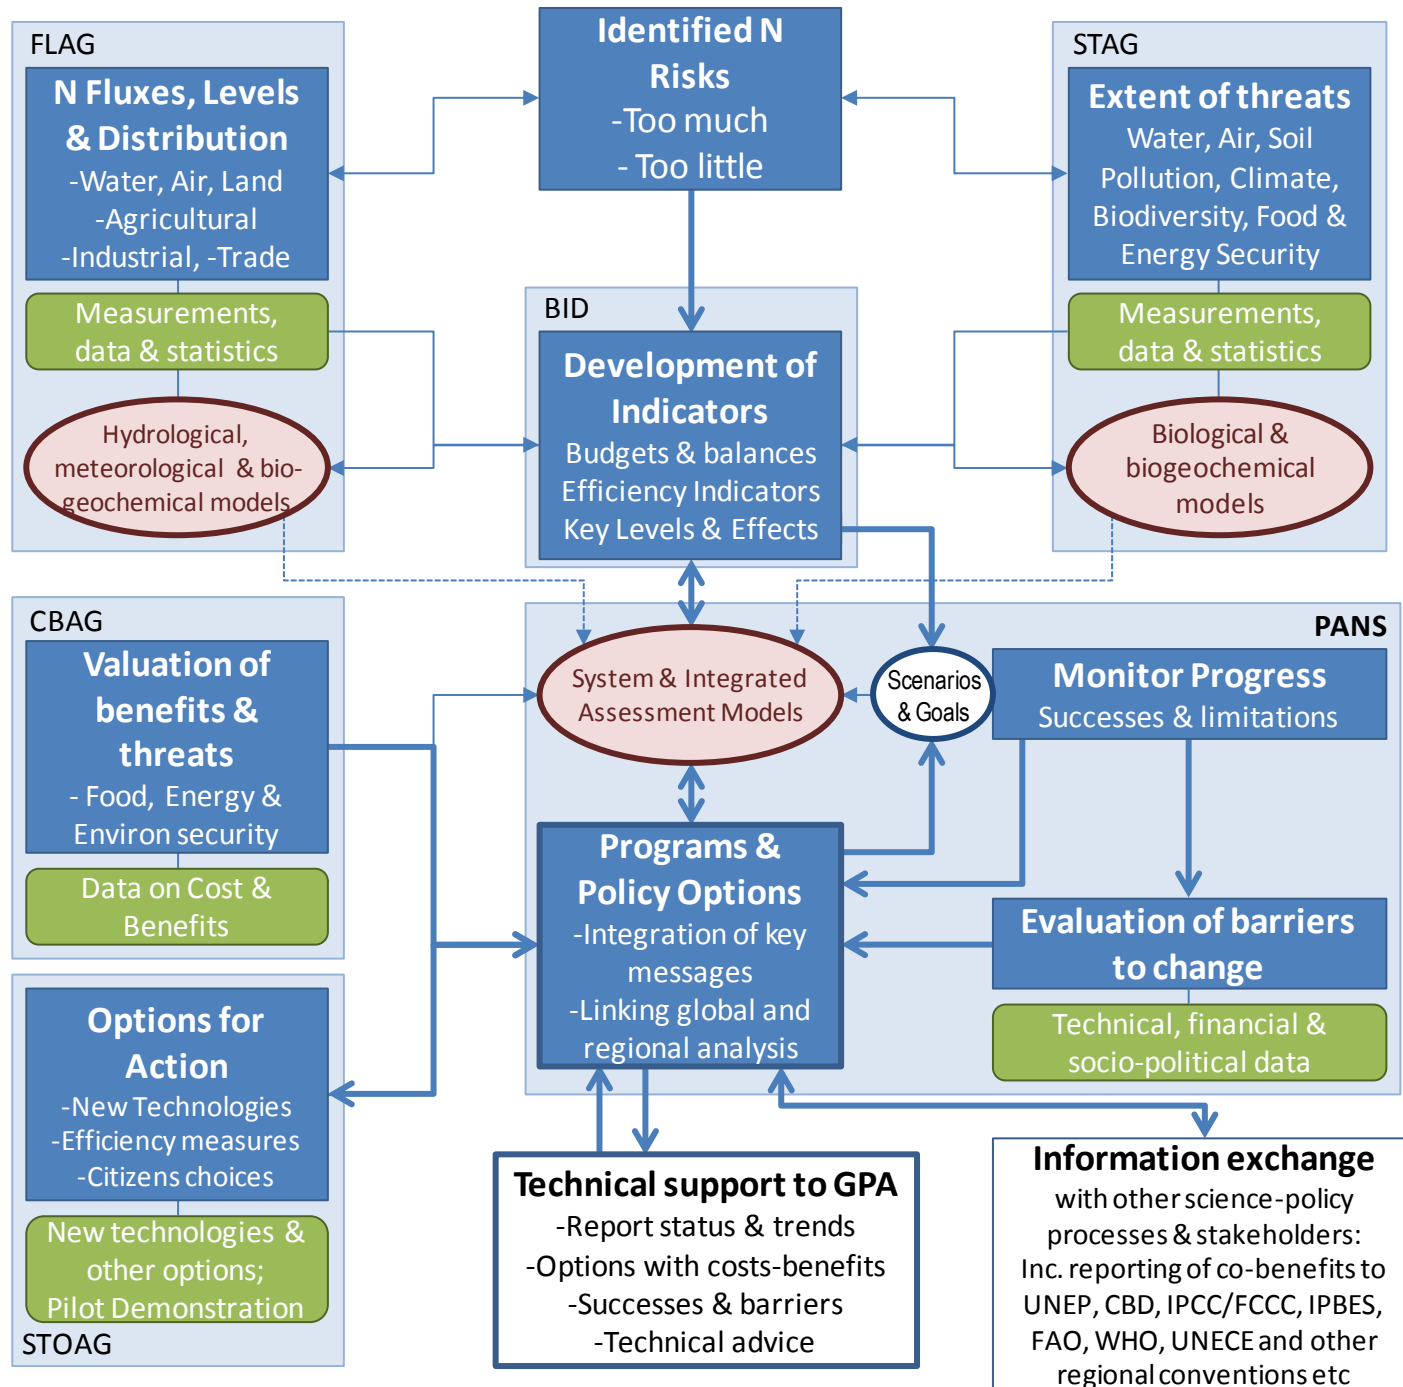 FLAG
N Fluxes, Levels
& Distribution
-Water, Air, Land
-Agricultural
-Industrial, -Trade
Measurements,
data & statistics
Hydrological,
meteorological & bio-
geochemical models
Identified N
Risks
-Too much
- Too little
STAG
Extent of threats
Water, Air, Soil
Pollution, Climate,
Biodiversity, Food &
Energy Security
Measurements,
data & statistics
Biological &
biogeochemical
models
BID
Development of
Indicators
Budgets & balances
Efficiency Indicators
Key Levels & Effects
CBAG
Valuation of
benefits &
threats
- Food, Energy &
Environ security
Data on Cost &
Benefits
PANS
System & Integrated
Assessment Models
Scenarios
& Goals
Monitor Progress
Successes & limitations
Programs &
Policy Options
-Integration of key
messages
-Linking global and
regional analysis
Evaluation of barriers
to change
Technical, financial &
socio-political data
Options for
Action
-New Technologies
-Efficiency measures
-Citizens choices
New technologies &
other options;
Pilot Demonstration
STOAG
Technical support to GPA
-Report status & trends
-Options with costs-benefits
-Successes & barriers
-Technical advice
Information exchange
with other science-policy
processes & stakeholders:
Inc. reporting of co-benefits to
UNEP, CBD, IPCC/FCCC, IPBES,
FAO, WHO, UNECE and other
regional conventions etc